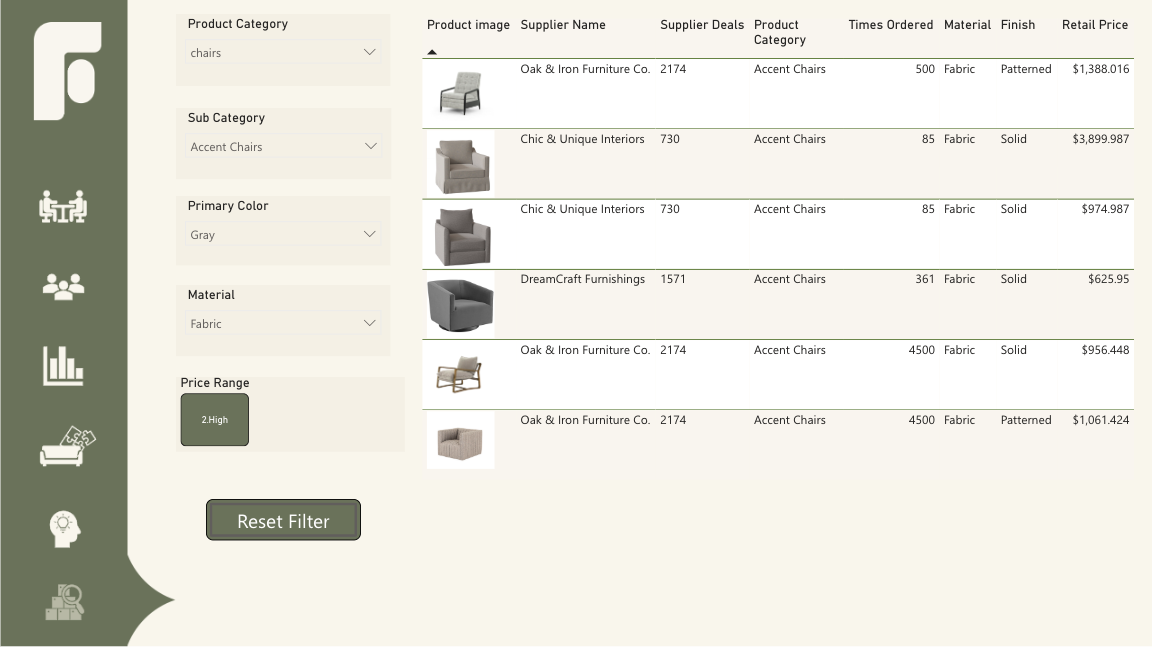 Product Category
chairs
Sub Category
Accent Chairs
Primary Color
Gray
Material
Fabric
Price Range
2.High
Reset Filter
Product image Supplier Name Supplier Deals Product Category Times Ordered Material Finish Retail Price
Oak & Iron Furniture Co. 2174 Accent Chairs 500 Fabric Patterned $1,388.016
Chic & Unique Interiors 730 Accent Chairs 85 Fabric Solid $3,899.987
Chic & Unique Interiors 730 Accent Chairs 85 Fabric Solid $974.987
DreamCraft Furnishings 1571 Accent Chairs 361 Fabric Solid $625.95
Oak & Iron Furniture Co. 2174 Accent Chairs 4500 Fabric Solid $956.448
Oak & Iron Furniture Co. 2174 Accent Chairs 4500 Fabric Patterned $1,061.424